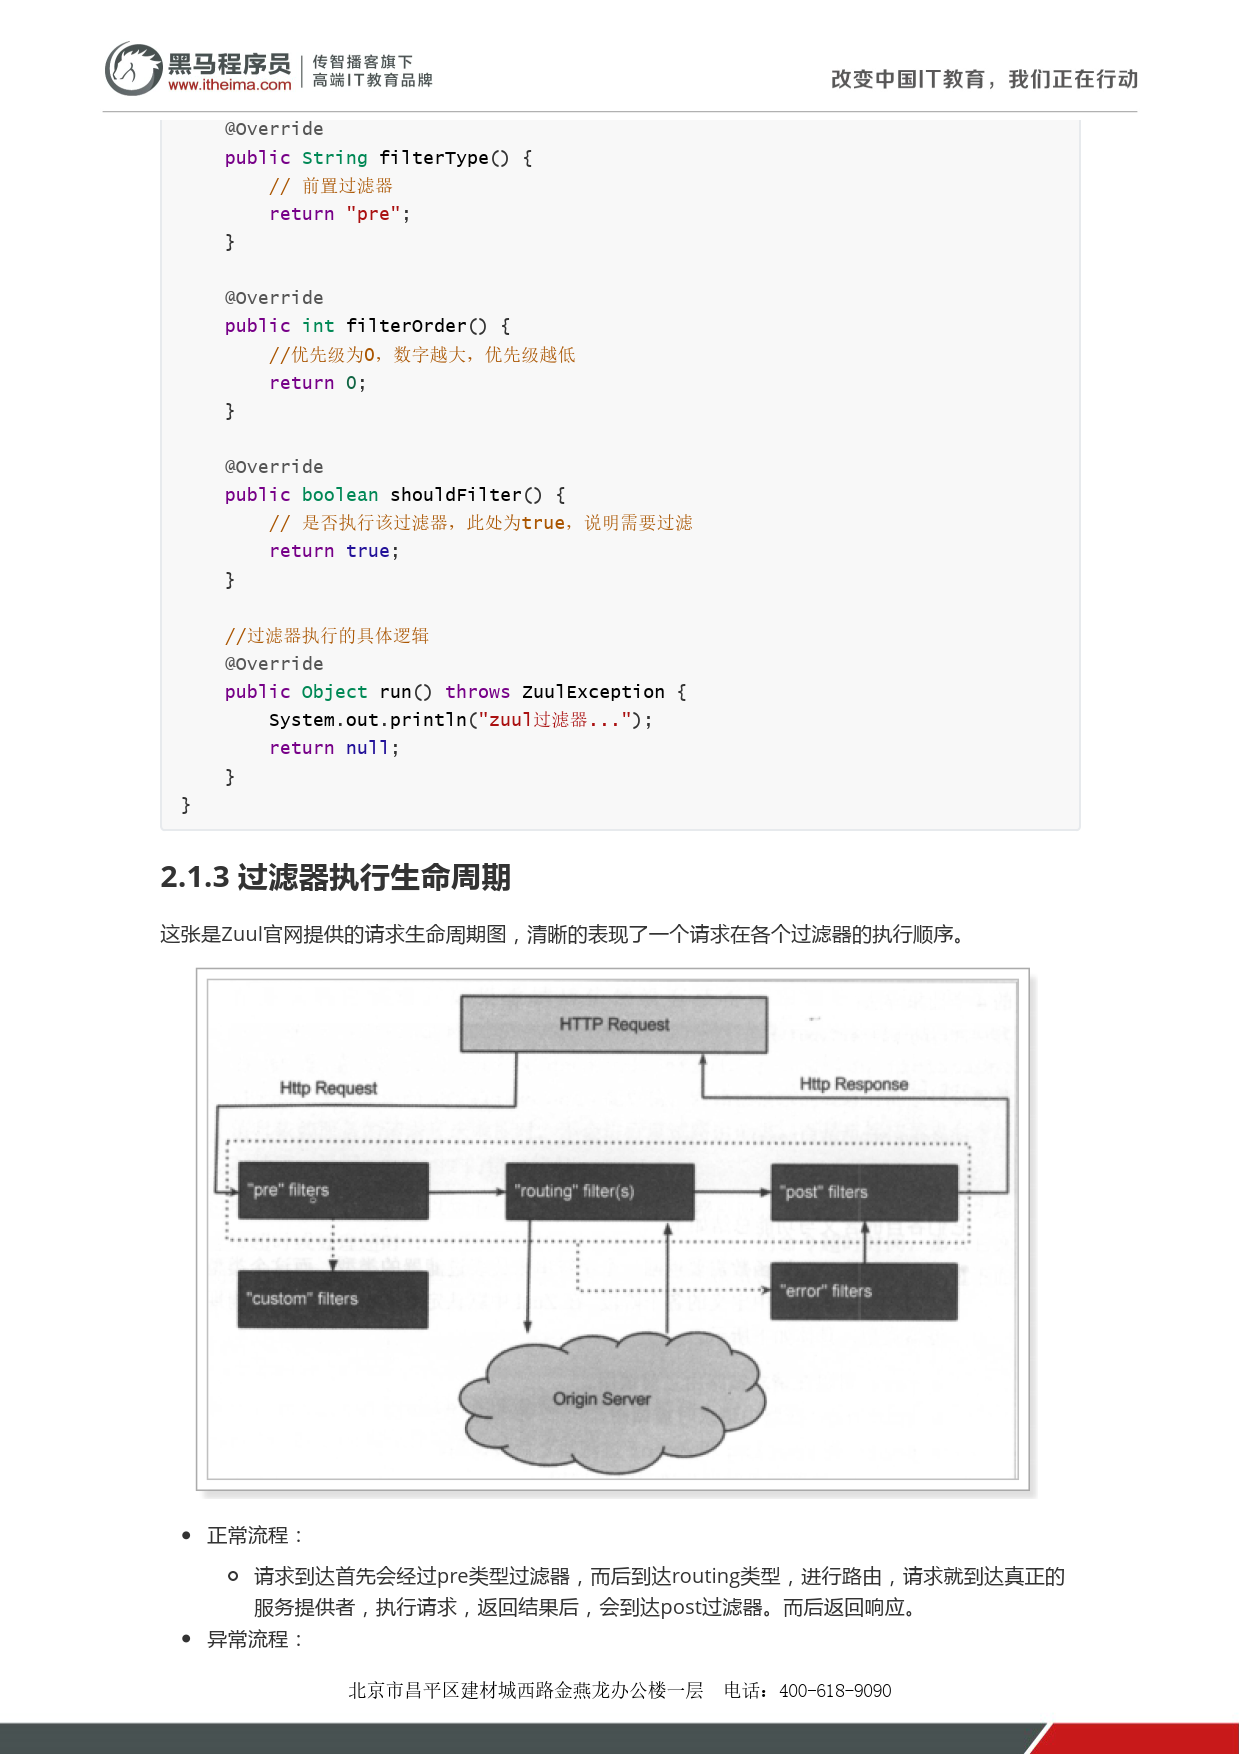 黑马程序员
www.itheima.com
传智播客旗下
高端IT教育品牌
改变中国IT教育，我们正在行动
@Override
public String filterType() {
// 前置过滤器
return "pre";
}
@Override
public int filterOrder() {
//优先级为0，数字越大，优先级越低
return 0;
}
@Override
public boolean shouldFilter() {
// 是否执行该过滤器，此处为true，说明需要过滤
return true;
}
//过滤器执行的具体逻辑
@Override
public Object run() throws ZuulException {
System.out.println("zuul过滤器...");
return null;
}
}
2.1.3 过滤器执行生命周期
这张是Zuul官网提供的请求生命周期图，清晰的表现了一个请求在各个过滤器的执行顺序。
HTTP Request
Http Request
Http Response
"pre" filters
"routing" filter(s)
"post" filters
"custom" filters
"error" filters
Origin Server
正常流程：
请求到达首先会经过pre类型过滤器，而后到达routing类型，进行路由，请求就到达真正的
服务提供者，执行请求，返回结果后，会到达post过滤器。而后返回响应。
异常流程：
北京市昌平区建材城西路金燕龙办公楼一层 电话：400-618-9090